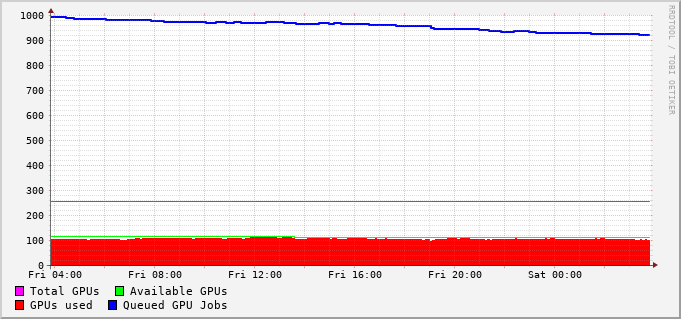 1000
900
800
700
600
500
400
300
200
100
0
Fri 04:00 Fri 08:00 Fri 12:00 Fri 16:00 Fri 20:00 Sat 00:00
Total GPUs Available GPUs
GPUs used Queued GPU Jobs
RRDTOOL / TOBI OETIKER